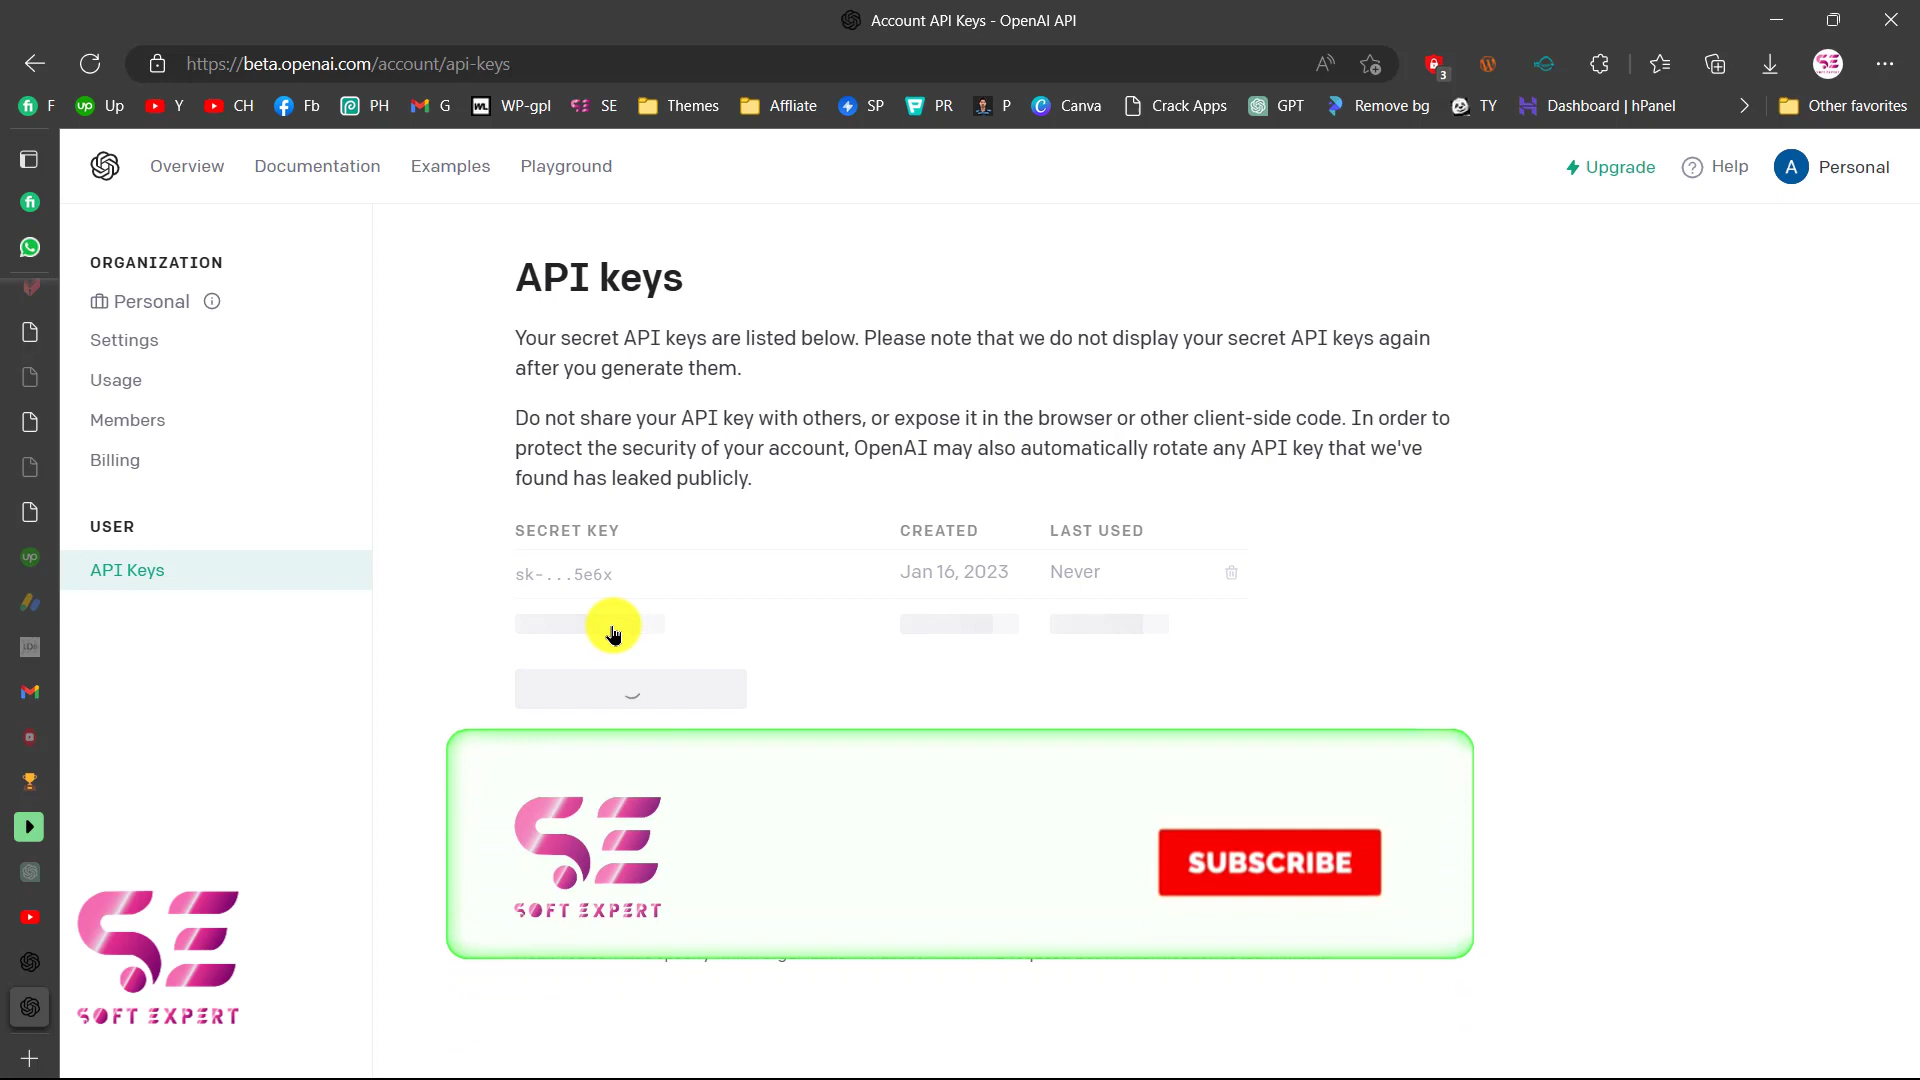 Account API Keys - OpenAI API
https://beta.openai.com/account/api-keys
3
F Up Y CH Fb PH G WP-gpl SE Themes Affliate SP PR P Canva Crack Apps GPT Remove bg TY Dashboard | hPanel Other favorites
Overview Documentation Examples Playground
Upgrade Help A Personal
ORGANIZATION
Personal
Settings
Usage
Members
Billing
USER
API Keys
API keys
Your secret API keys are listed below. Please note that we do not display your secret API keys again
after you generate them.
Do not share your API key with others, or expose it in the browser or other client-side code. In order to
protect the security of your account, OpenAI may also automatically rotate any API key that we've
found has leaked publicly.
SECRET KEY CREATED LAST USED
sk-...5e6x Jan 16, 2023 Never
SE
SOFT EXPERT
SUBSCRIBE
SE
SOFT EXPERT